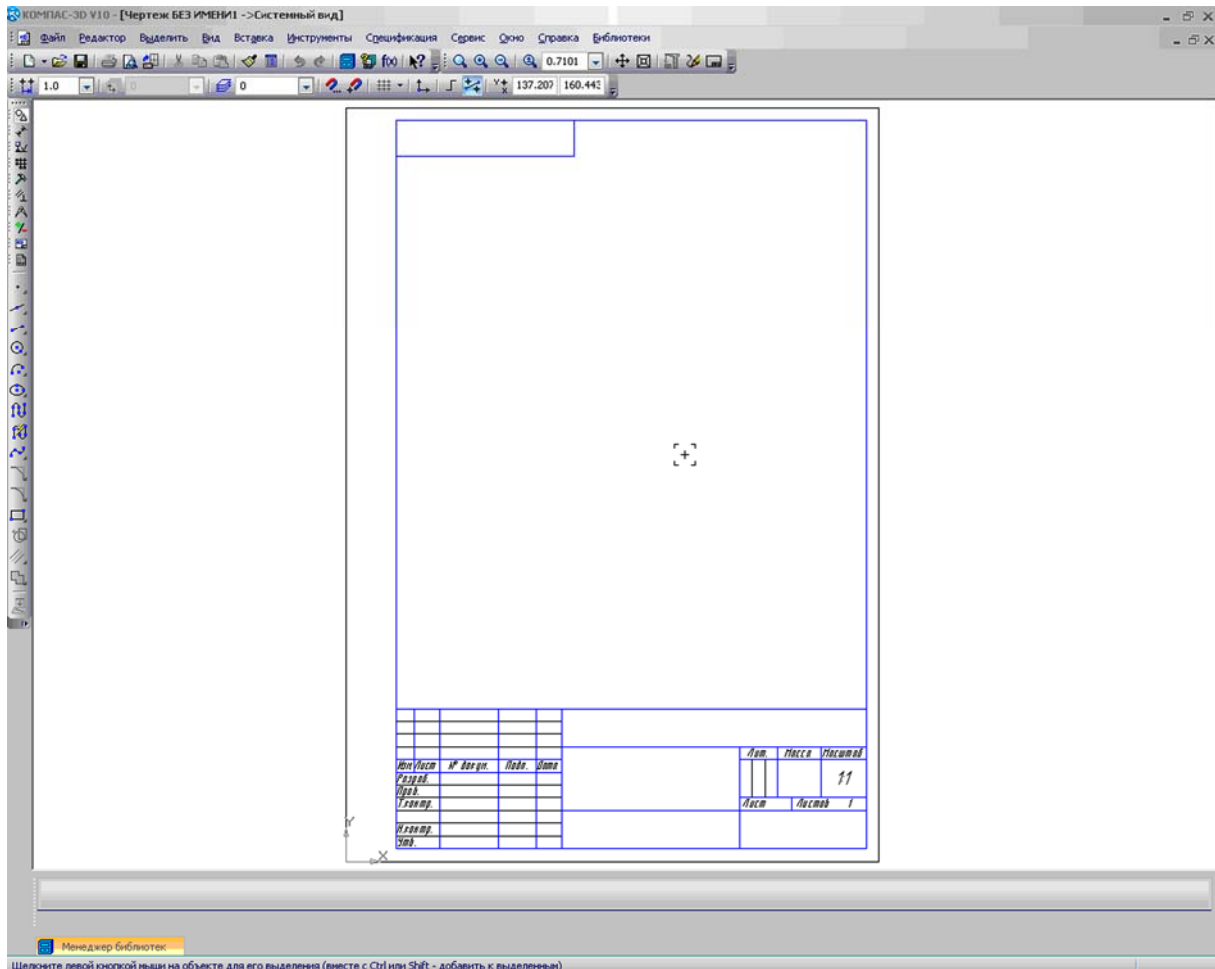 КОМПАС-3D V10 - [Чертеж БЕЗ ИМЕНИ1 ->Системный вид]
Файл Редактор Выделить Вид Вставка Инструменты Спецификация Сервис Окно Справка Библиотеки
f(x) 0.7101
1.0 0 0 137.207 160.443
Лит. Масса Масштаб
Изм Лист № докум. Подп. Дата
Разраб.
1:1
Пров.
Т.контр.
Лист Листов 1
Н.контр.
Утв.
Y
X
Менеджер библиотек
Щелкните левой кнопкой мыши на объекте для его выделения (вместе с Ctrl или Shift - добавить к выделенным)